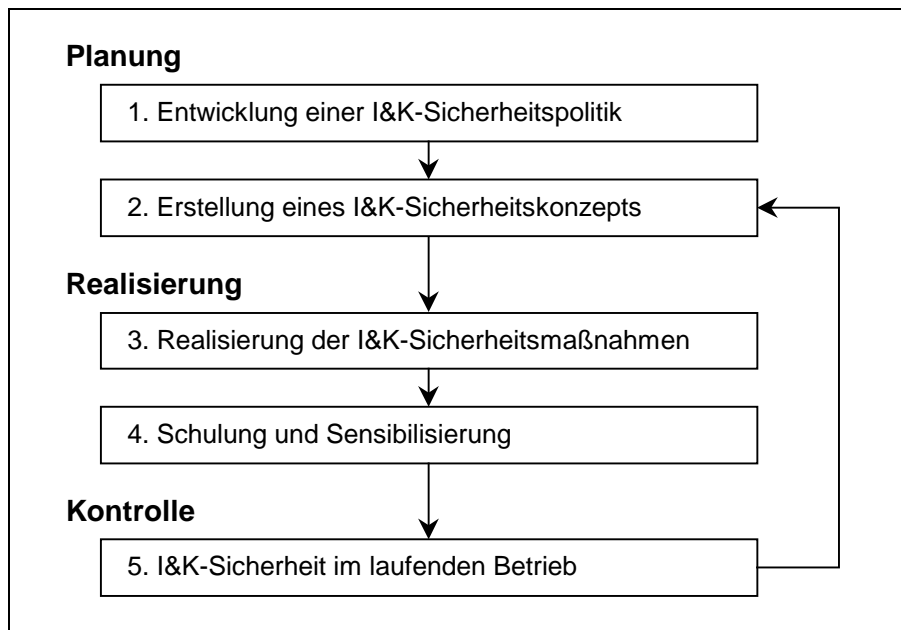 Planung
1. Entwicklung einer I&K-Sicherheitspolitik
2. Erstellung eines I&K-Sicherheitskonzepts
Realisierung
3. Realisierung der I&K-Sicherheitsmaßnahmen
4. Schulung und Sensibilisierung
Kontrolle
5. I&K-Sicherheit im laufenden Betrieb